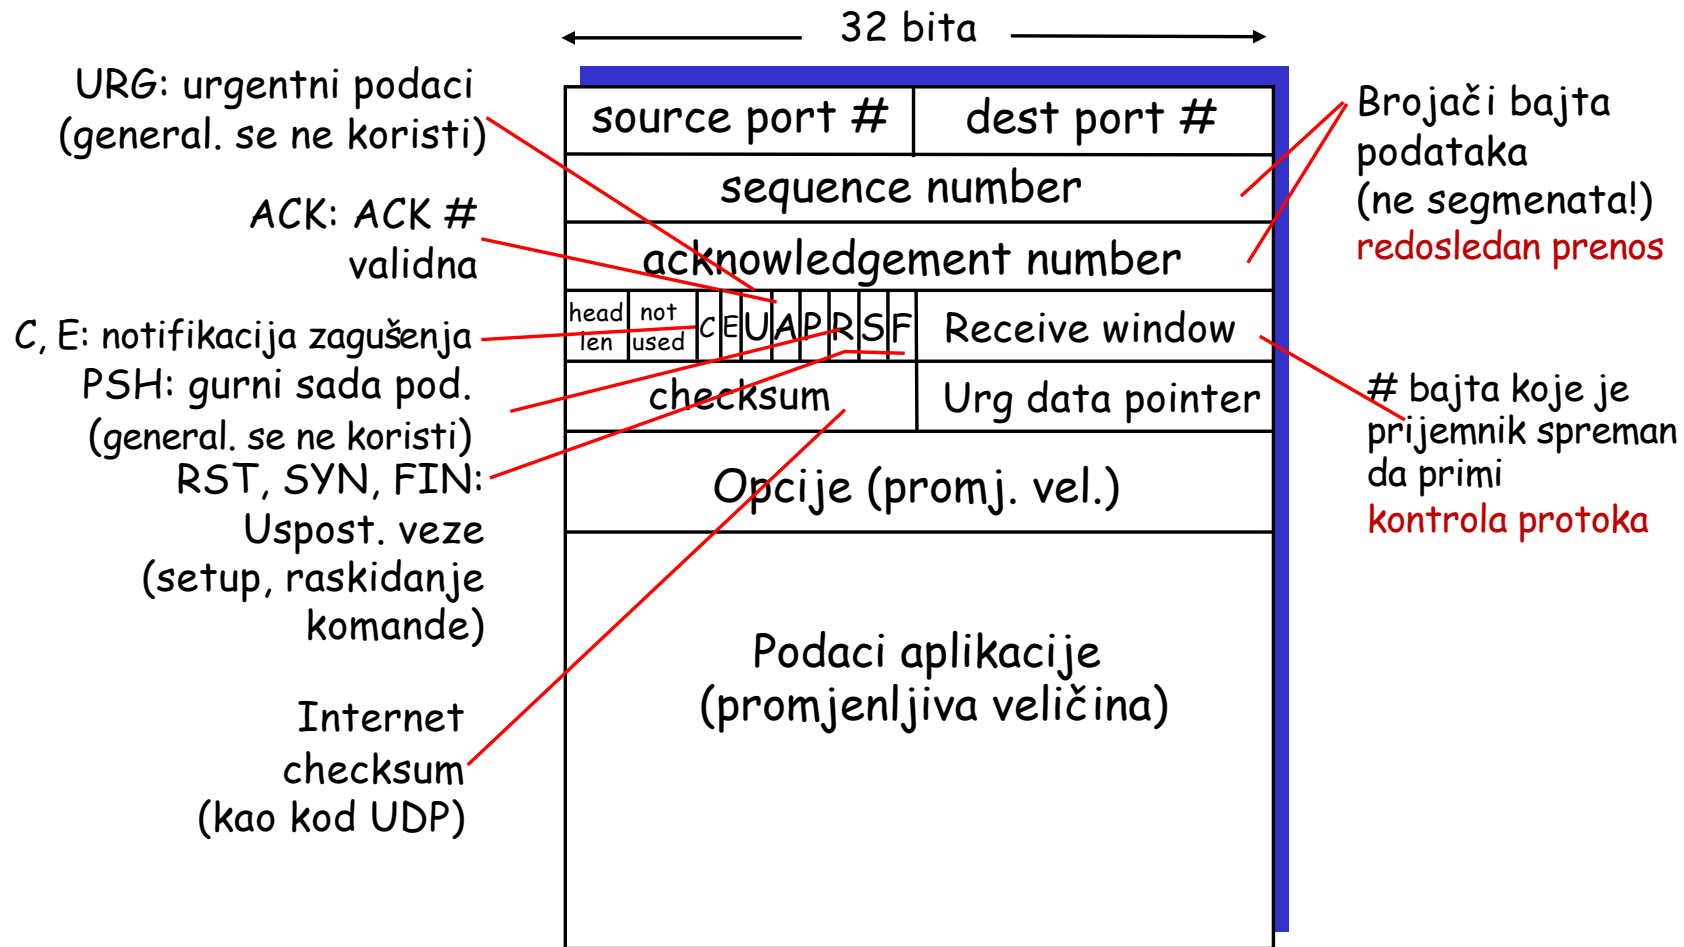 32 bita
URG: urgentni podaci
(general. se ne koristi)
ACK: ACK #
validna
C, E: notifikacija zagušenja
PSH: gurni sada pod.
(general. se ne koristi)
RST, SYN, FIN:
Uspost. veze
(setup, raskidanje
komande)
Internet
checksum
(kao kod UDP)
source port #
dest port #
sequence number
acknowledgement number
head
len
not
used
C
E
U
A
P
R
S
F
Receive window
checksum
Urg data pointer
Opcije (promj. vel.)
Podaci aplikacije
(promjenljiva veličina)
Brojači bajta
podataka
(ne segmenata!)
redosledan prenos
# bajta koje je
prijemnik spreman
da primi
kontrola protoka